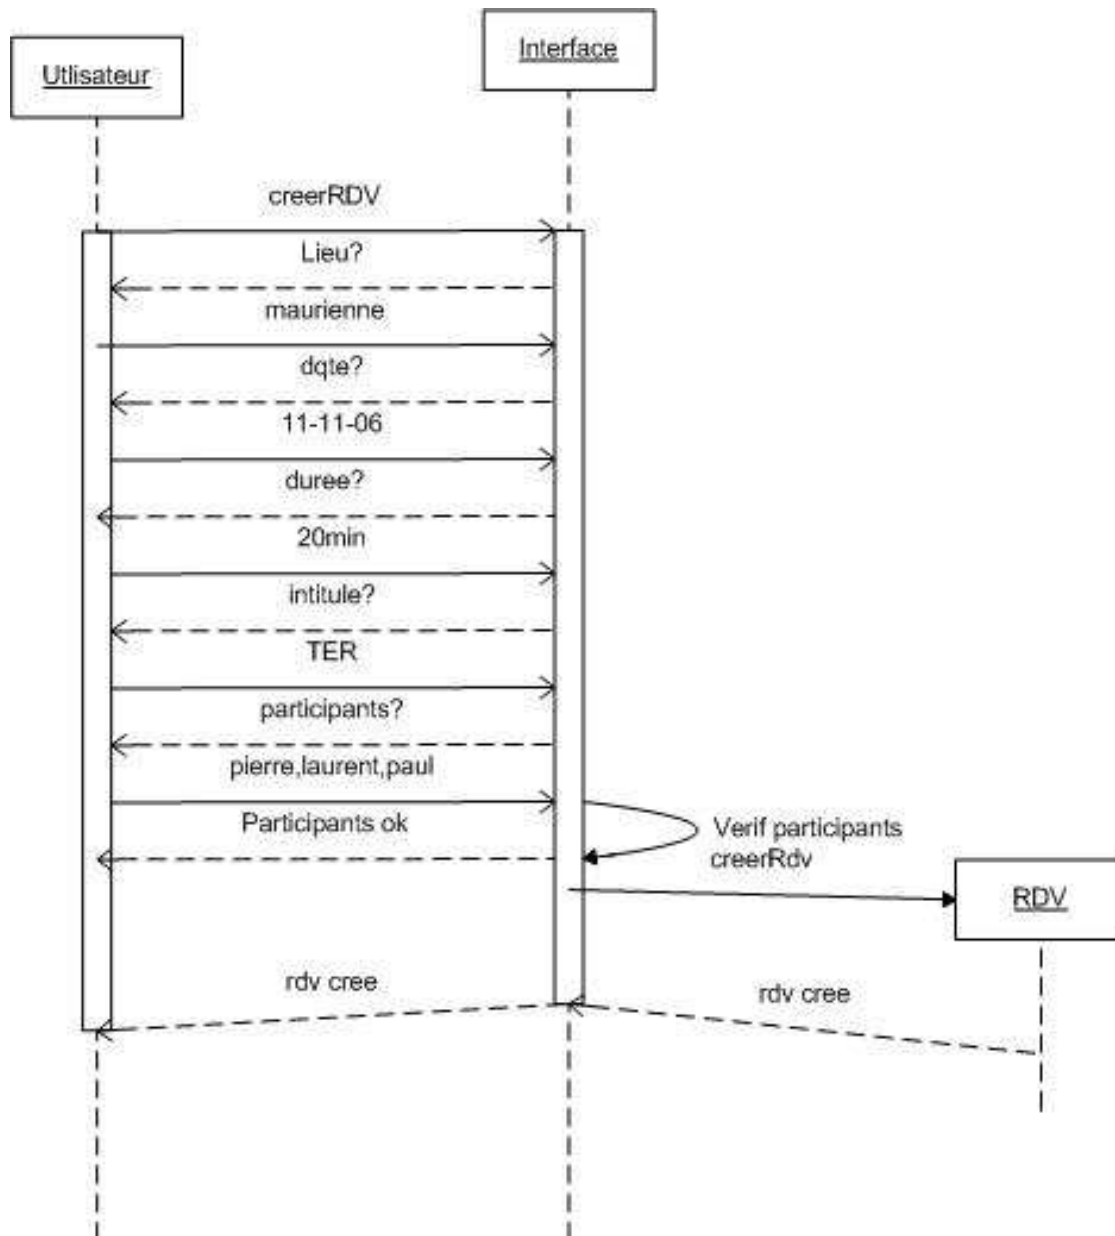 Interface
Utlisateur
creerRDV
Lieu?
maurienne
dqte?
11-11-06
duree?
20min
intitule?
TER
participants?
pierre,laurent,paul
Participants ok
Verif participants
creerRdv
RDV
rdv cree
rdv cree